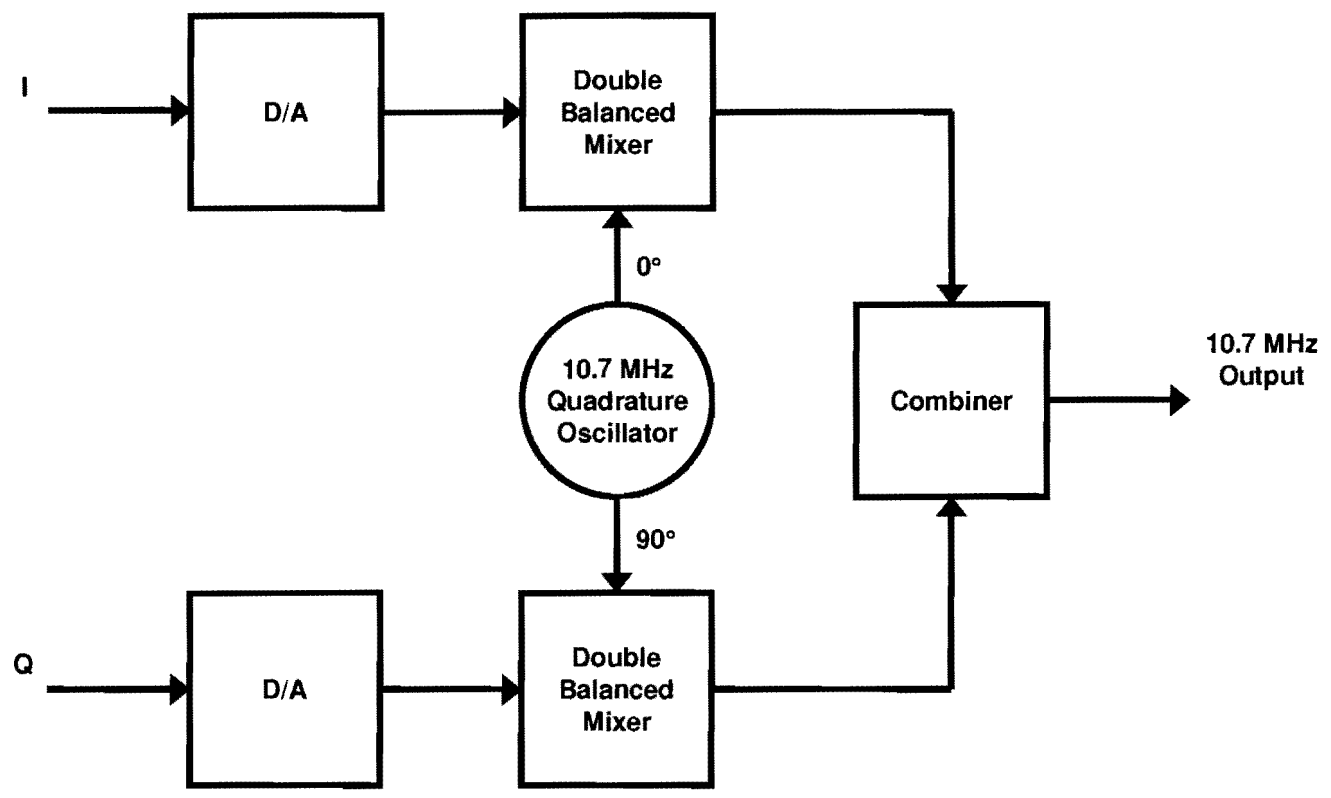 I
D/A
Double
Balanced
Mixer
0°
10.7 MHz
Quadrature
Oscillator
Combiner
10.7 MHz
Output
90°
Q
D/A
Double
Balanced
Mixer